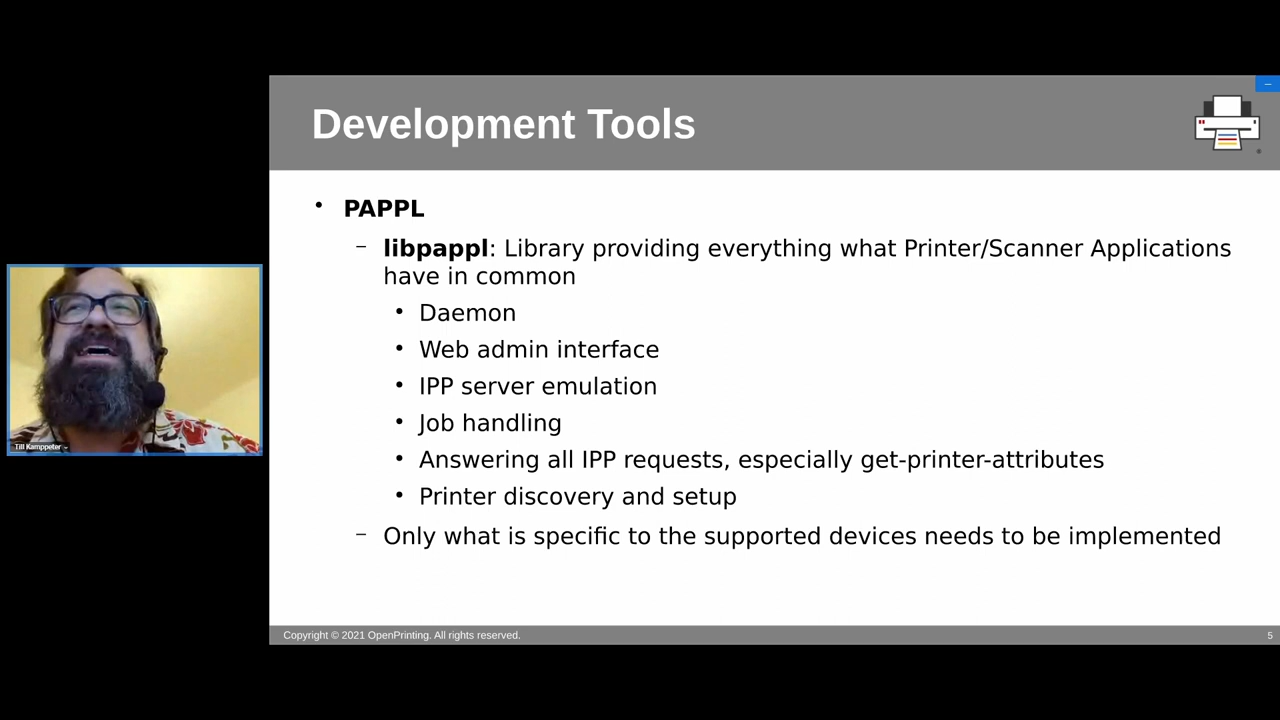 Development Tools
• PAPPL
– libpappl: Library providing everything what Printer/Scanner Applications
have in common
• Daemon
• Web admin interface
• IPP server emulation
• Job handling
• Answering all IPP requests, especially get-printer-attributes
• Printer discovery and setup
– Only what is specific to the supported devices needs to be implemented
Till Kamppeter
Copyright © 2021 OpenPrinting. All rights reserved.
5